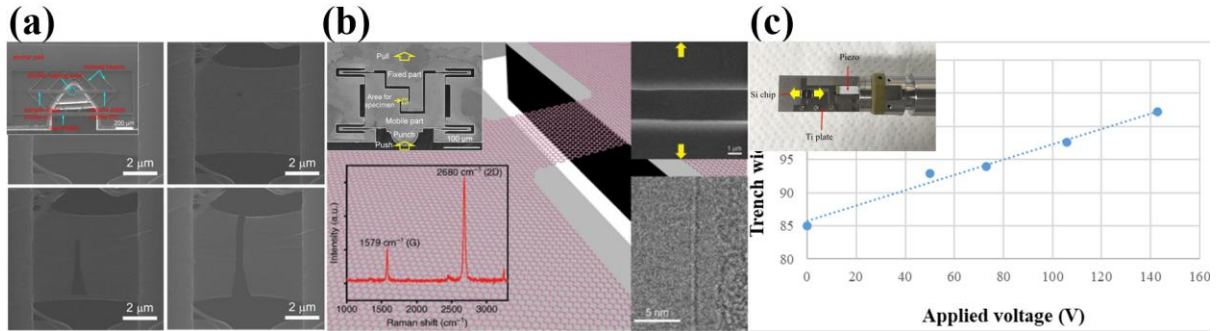 (a)
200 μm
2 μm
2 μm
2 μm
2 μm
(b)
Pull
Fixed part
Area for
specimen
Mobile part
Punch
Push
100 μm
1 μm
2680 cm⁻¹ (2D)
1579 cm⁻¹ (G)
Intensity (a.u.)
1000 1500 2000 2500 3000
Raman shift (cm⁻¹)
5 nm
(c)
Piezo
Si chip
Ti plate
Trench wid
95
90
85
80
0 20 40 60 80 100 120 140 160
Applied voltage (V)